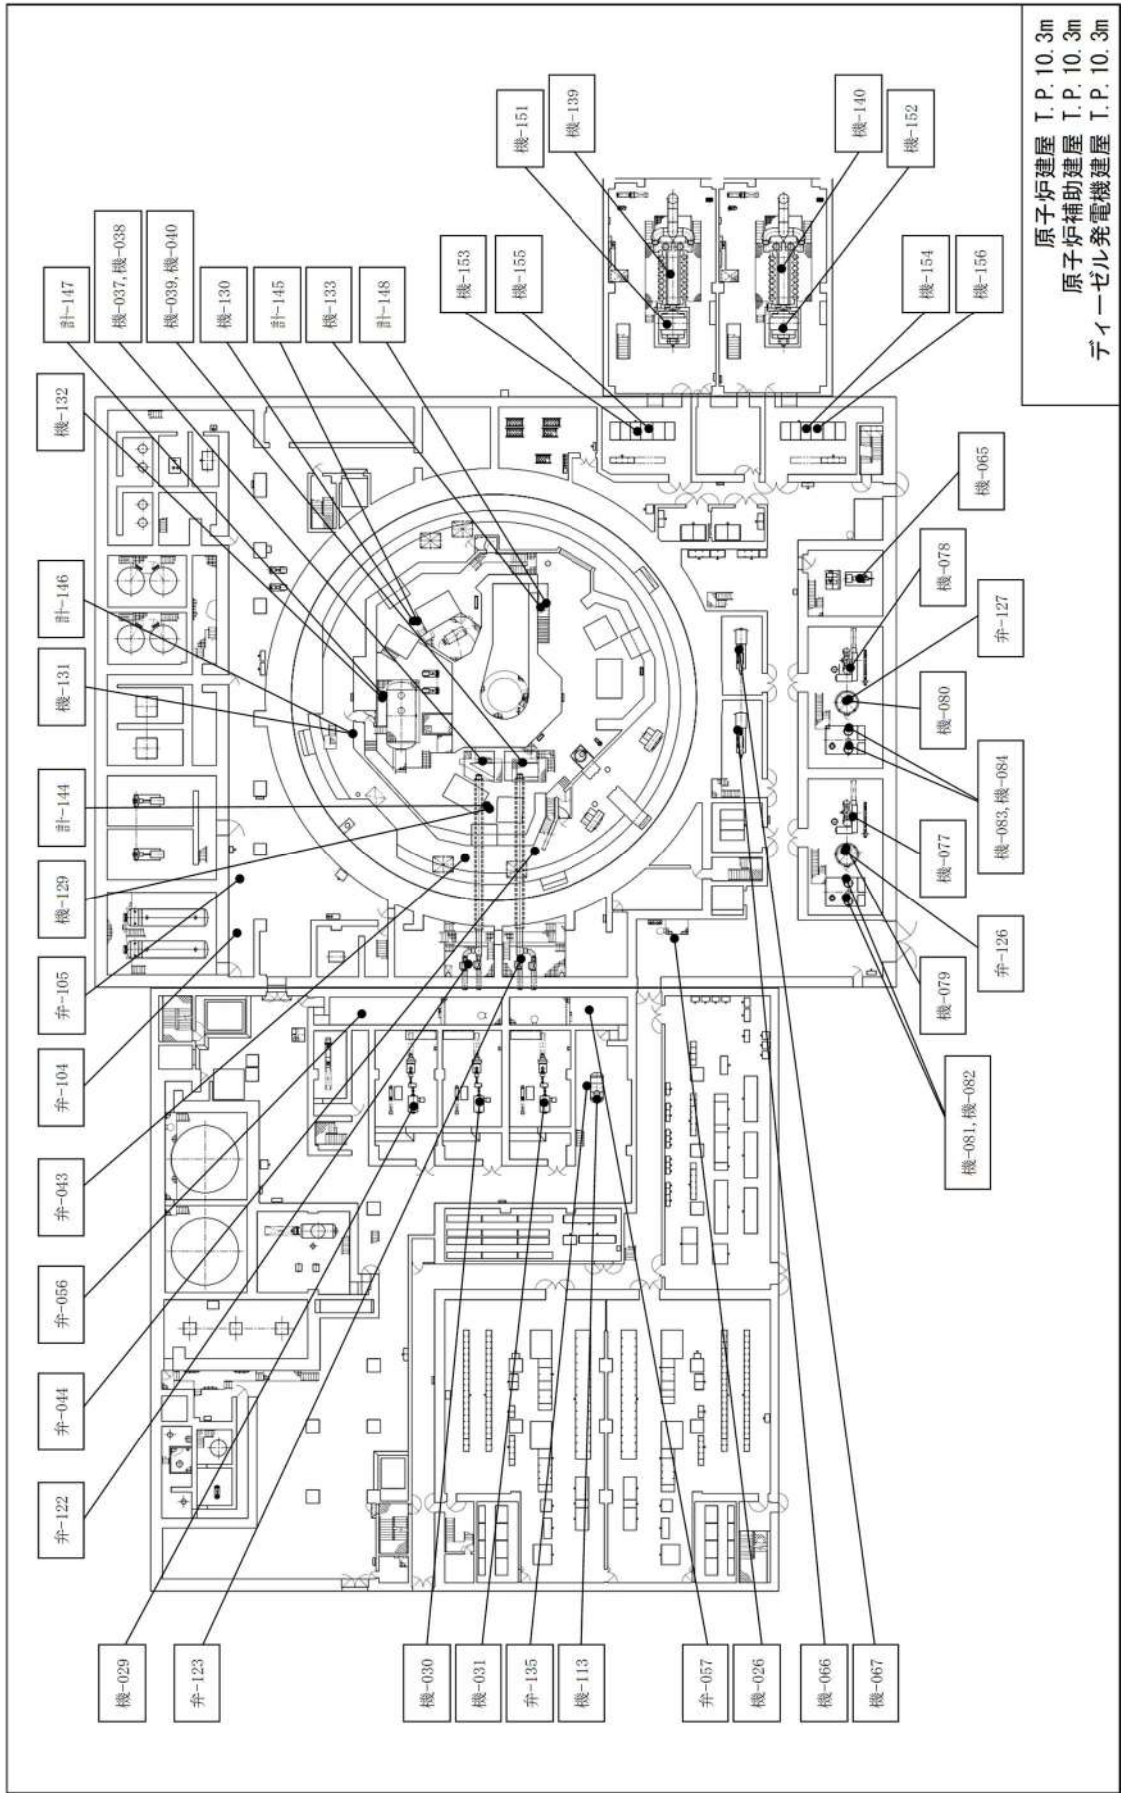 原子炉建屋 T.P.10.3m
原子炉補助建屋 T.P.10.3m
ディーゼル発電機建屋 T.P.10.3m
弁-122
弁-044
弁-056
弁-043
弁-104
弁-105
機-129
計-144
機-131
計-146
機-132
計-147
機-037,機-038
機-039,機-040
機-130
計-145
機-133
計-148
機-153
機-155
機-151
機-139
機-140
機-152
機-154
機-156
機-065
機-078
弁-127
機-080
機-083,機-084
機-077
弁-126
機-079
機-081,機-082
機-029
弁-123
機-030
機-031
弁-135
機-113
弁-057
機-026
機-066
機-067